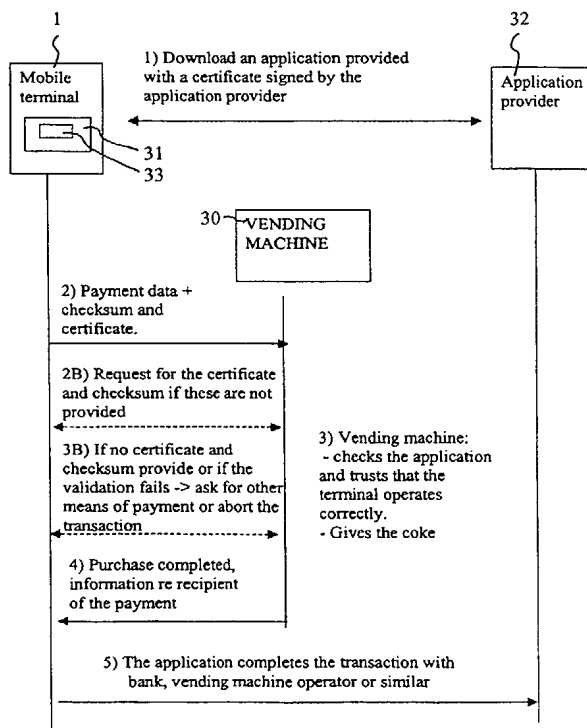 1
32
Mobile
terminal
1) Download an application provided
with a certificate signed by the
application provider
Application
provider
31
33
30
VENDING
MACHINE
2) Payment data +
checksum and
certificate.
2B) Request for the certificate
and checksum if these are not
provided
3B) If no certificate and
checksum provide or if the
validation fails -> ask for other
means of payment or abort the
transaction
3) Vending machine:
- checks the application
and trusts that the
terminal operates
correctly.
- Gives the coke
4) Purchase completed,
information re recipient
of the payment
5) The application completes the transaction with
bank, vending machine operator or similar